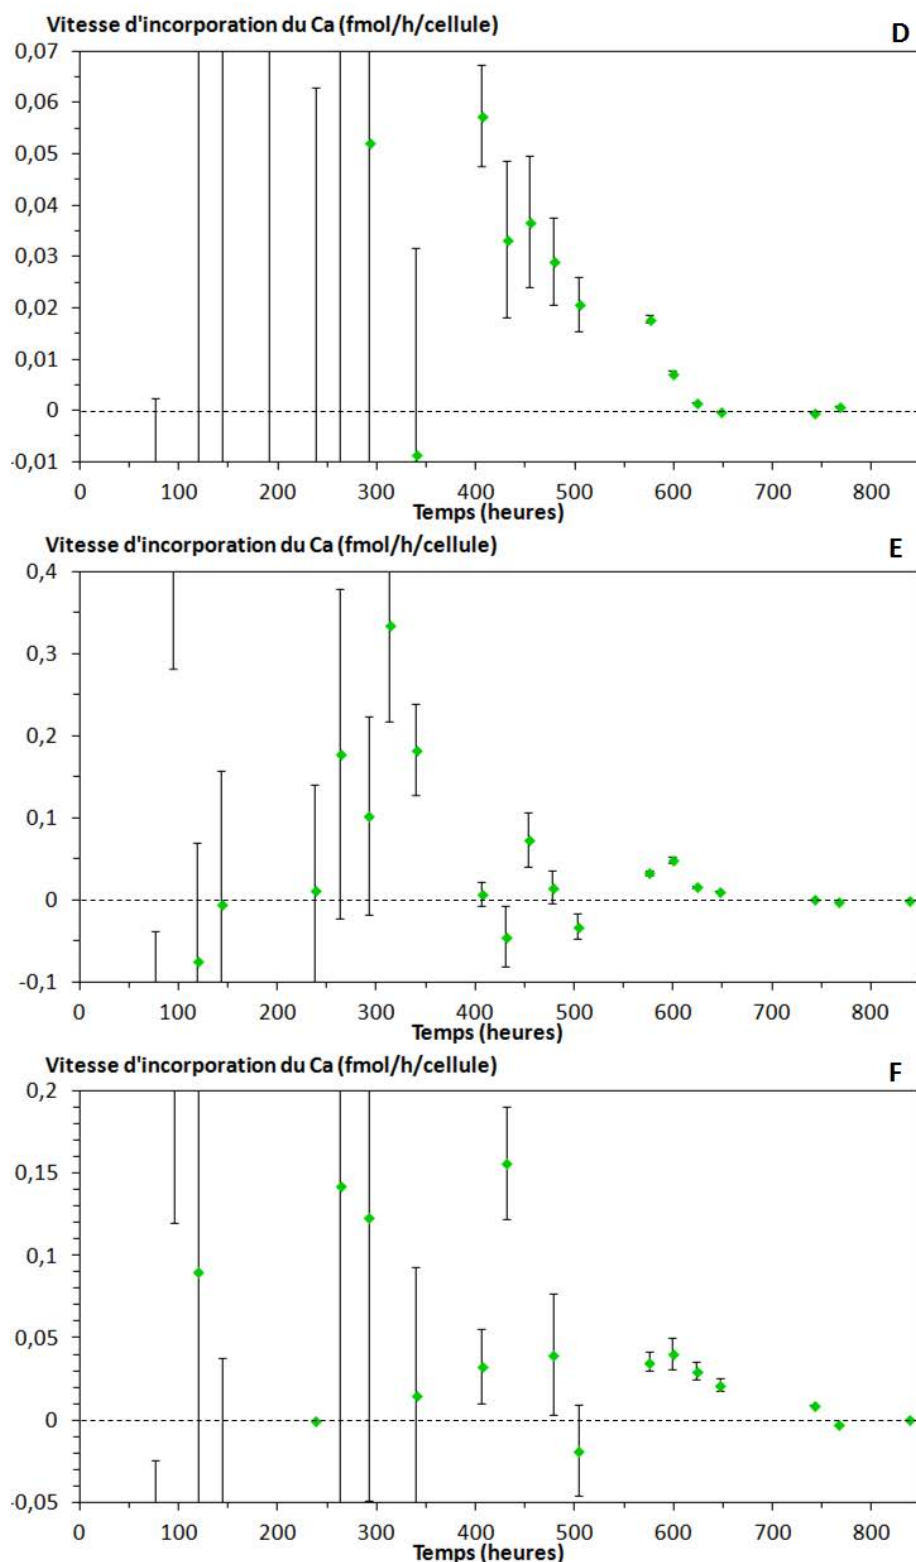 Vitesse d'incorporation du Ca (fmol/h/cellule) D
0,07
0,06
0,05
0,04
0,03
0,02
0,01
0
-0,01
0 100 200 300 400 500 600 700 800
Temps (heures)
Vitesse d'incorporation du Ca (fmol/h/cellule) E
0,4
0,3
0,2
0,1
0
-0,1
0 100 200 300 400 500 600 700 800
Temps (heures)
Vitesse d'incorporation du Ca (fmol/h/cellule) F
0,2
0,15
0,1
0,05
0
-0,05
0 100 200 300 400 500 600 700 800
Temps (heures)